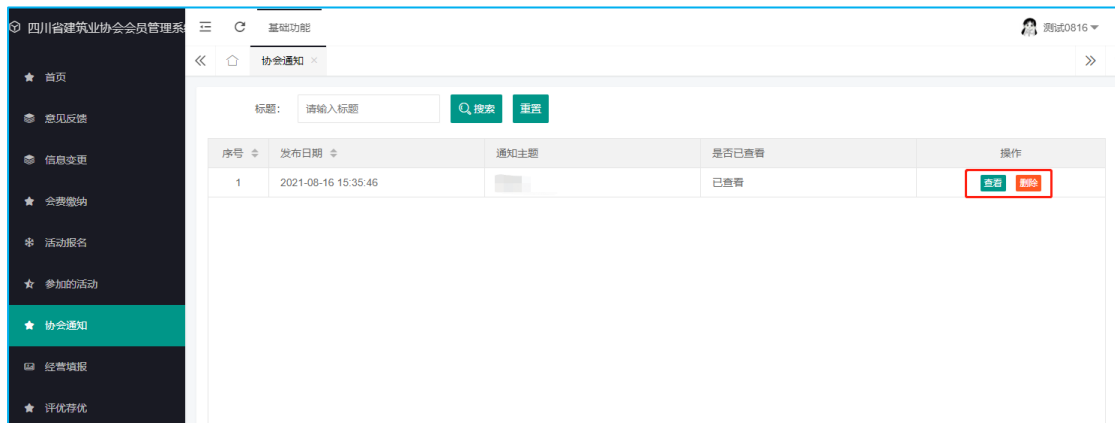 四川省建筑业协会会员管理系
基础功能
测试0816
协会通知
首页
意见反馈
信息变更
会费缴纳
活动报名
参加的活动
协会通知
经营填报
评优荐优
标题： 请输入标题 搜索 重置
序号 发布日期 通知主题 是否已查看 操作
1 2021-08-16 15:35:46 已查看 查看 删除